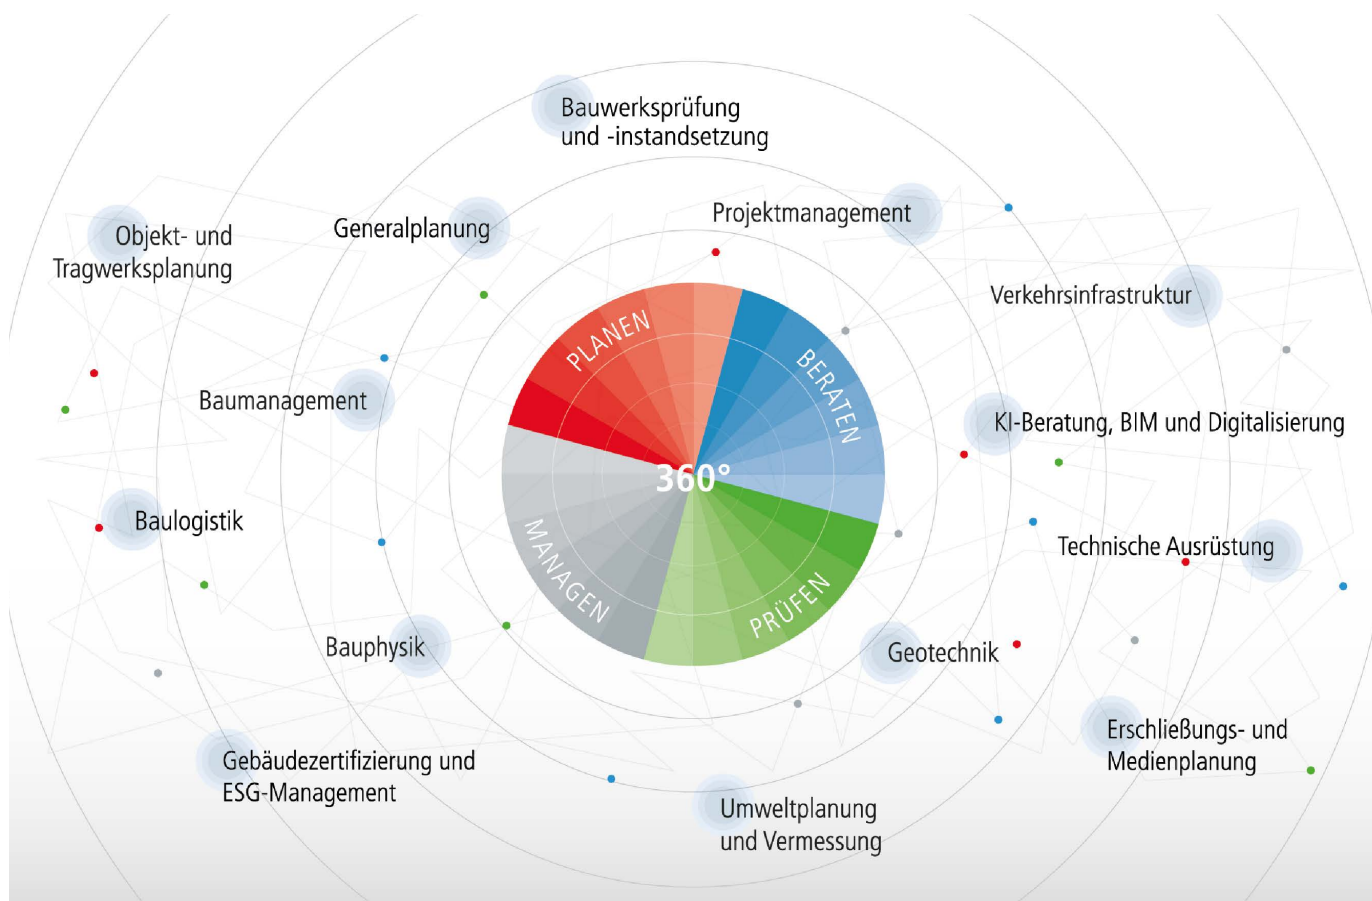 Bauwerksprüfung
und -instandsetzung
Projektmanagement
Generalplanung
Objekt- und
Tragwerksplanung
Verkehrsinfrastruktur
PLANEN
BERATEN
Baumanagement
KI-Beratung, BIM und Digitalisierung
360°
Baulogistik
Technische Ausrüstung
MANAGEN
PRÜFEN
Bauphysik
Geotechnik
Erschließungs- und
Medienplanung
Gebäudezertifizierung und
ESG-Management
Umweltplanung
und Vermessung